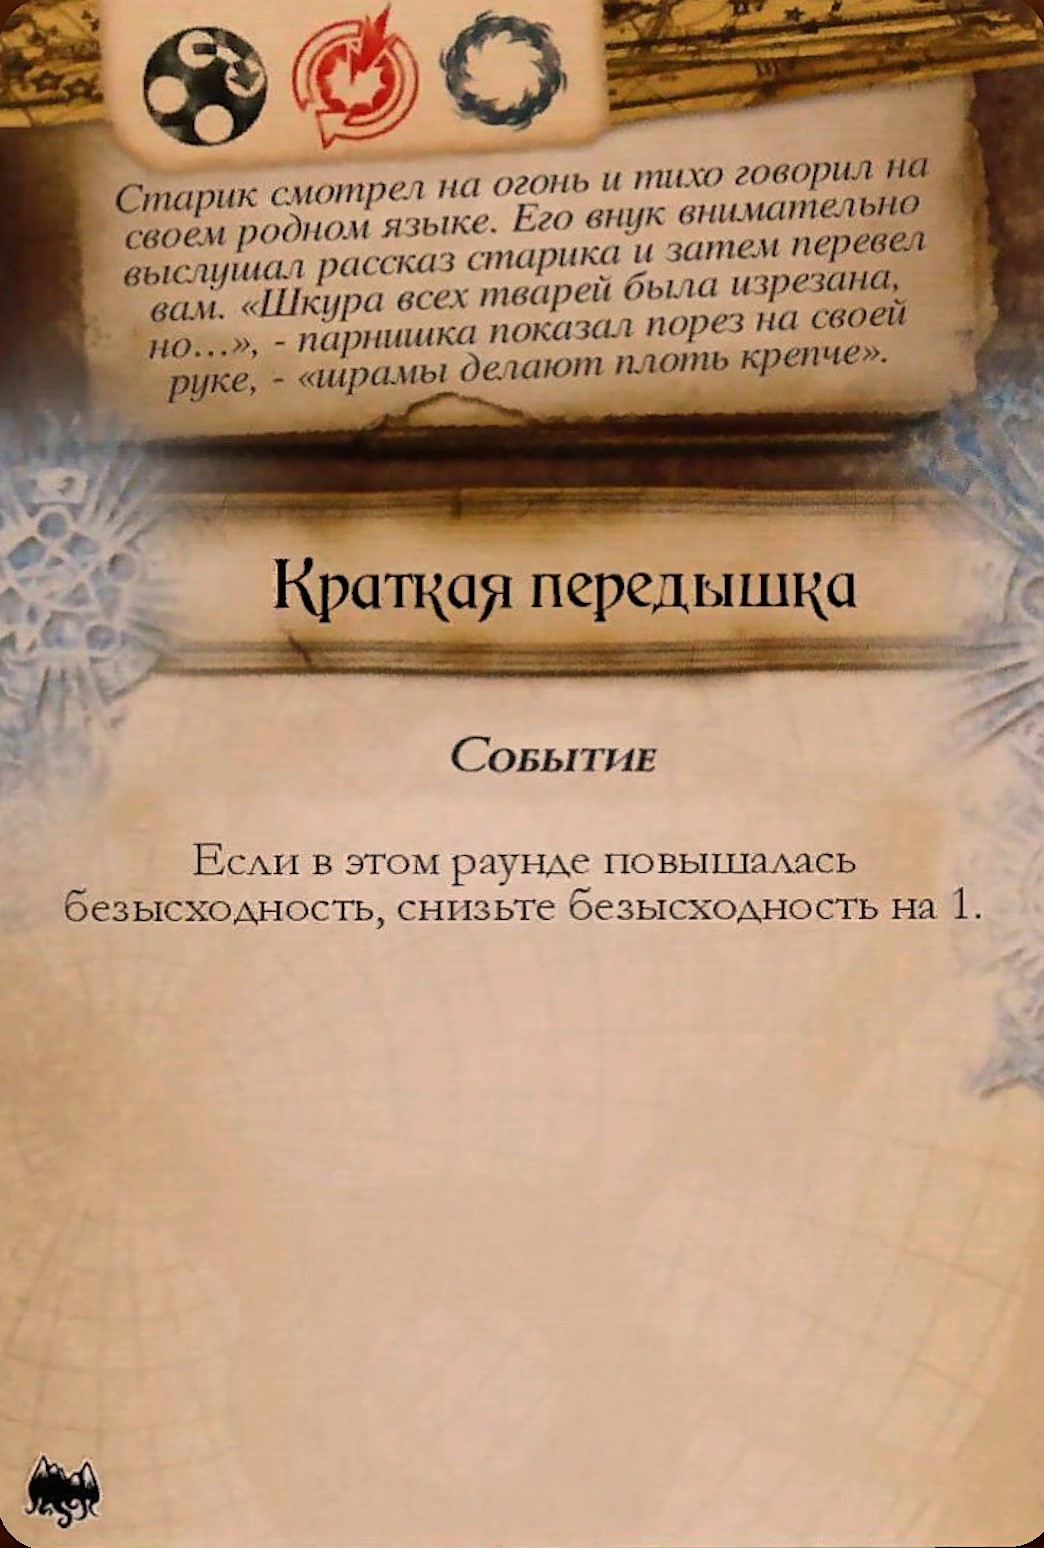 Старик смотрел на огонь и тихо говорил на
своем родном языке. Его внук внимательно
выслушал рассказ старика и затем перевел
вам. «Шкура всех тварей была изрезана,
но...», - парнишка показал порез на своей
руке, - «шрамы делают плоть крепче».
Краткая передышка
Событие
Если в этом раунде повышалась
безысходность, снизьте безысходность на 1.